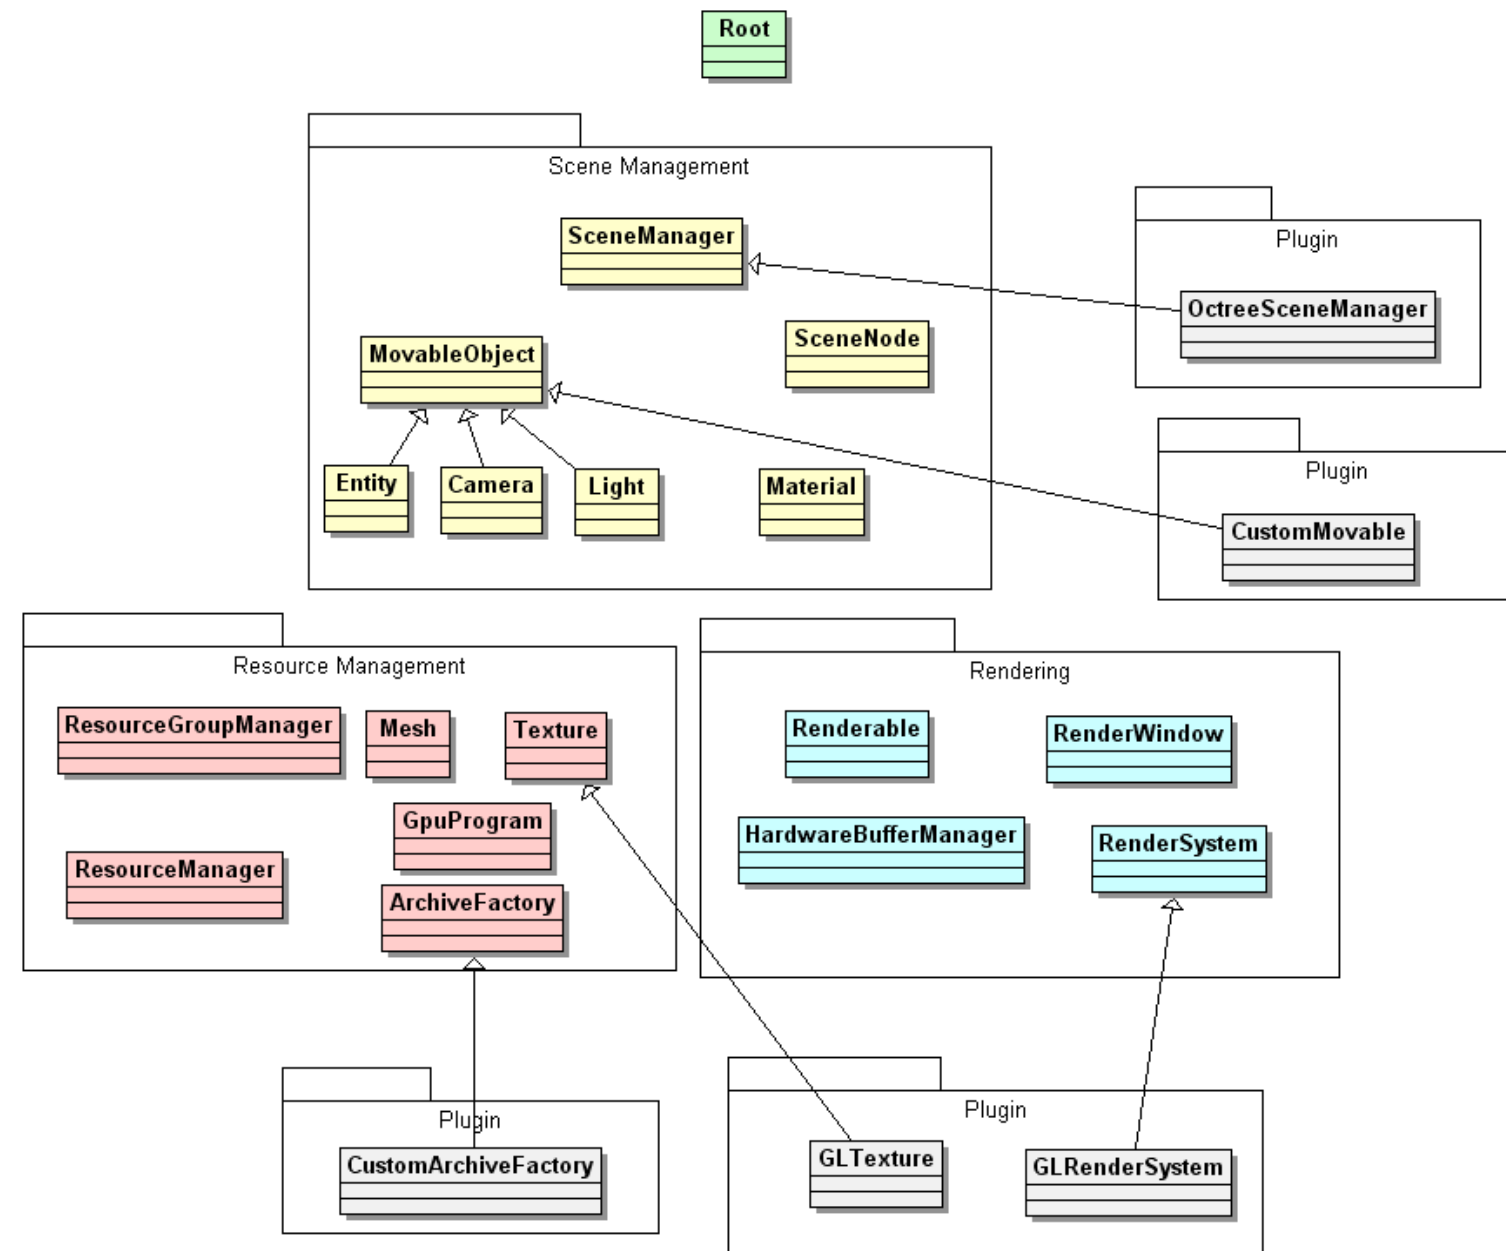 Root
Scene Management
SceneManager
Plugin
OctreeSceneManager
SceneNode
MovableObject
Entity
Camera
Light
Material
Plugin
CustomMovable
Resource Management
ResourceGroupManager
Mesh
Texture
GpuProgram
ResourceManager
ArchiveFactory
Rendering
Renderable
RenderWindow
HardwareBufferManager
RenderSystem
Plugin
CustomArchiveFactory
Plugin
GLTexture
GLRenderSystem